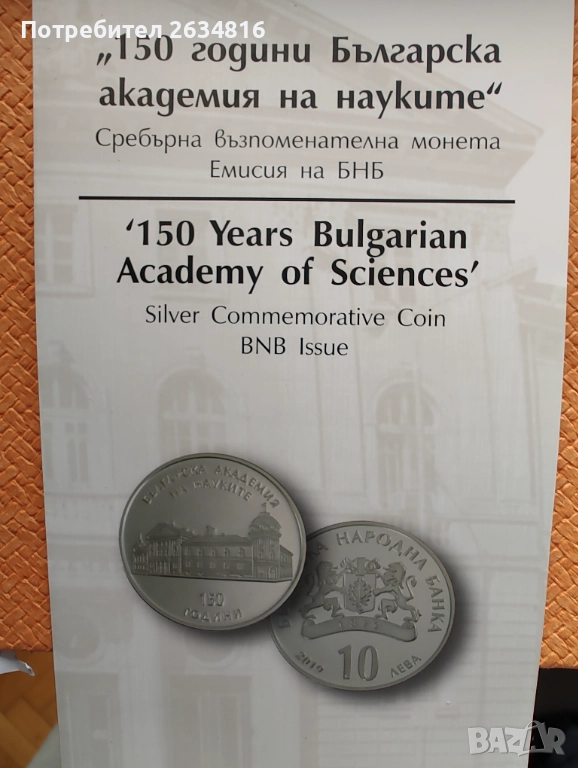 Потребител 2634816
„150 години Българска
академия на науките“
Сребърна възпоменателна монета
Емисия на БНБ
‘150 Years Bulgarian
Academy of Sciences’
Silver Commemorative Coin
BNB Issue
БЪЛГАРСКА АКАДЕМИЯ
НА НАУКИТЕ
150
ГОДИНИ
НАРОДНА БАНКА
2019
10
ЛЕВА
BAZAR